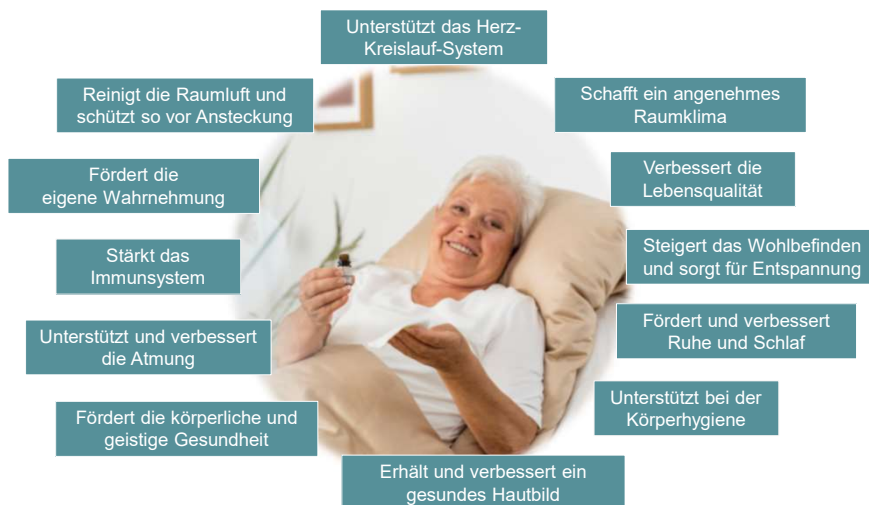 Unterstützt das Herz-
Kreislauf-System
Reinigt die Raumluft und
schützt so vor Ansteckung
Schafft ein angenehmes
Raumklima
Fördert die
eigene Wahrnehmung
Verbessert die
Lebensqualität
Stärkt das
Immunsystem
Steigert das Wohlbefinden
und sorgt für Entspannung
Unterstützt und verbessert
die Atmung
Fördert und verbessert
Ruhe und Schlaf
Fördert die körperliche und
geistige Gesundheit
Unterstützt bei der
Körperhygiene
Erhält und verbessert ein
gesundes Hautbild